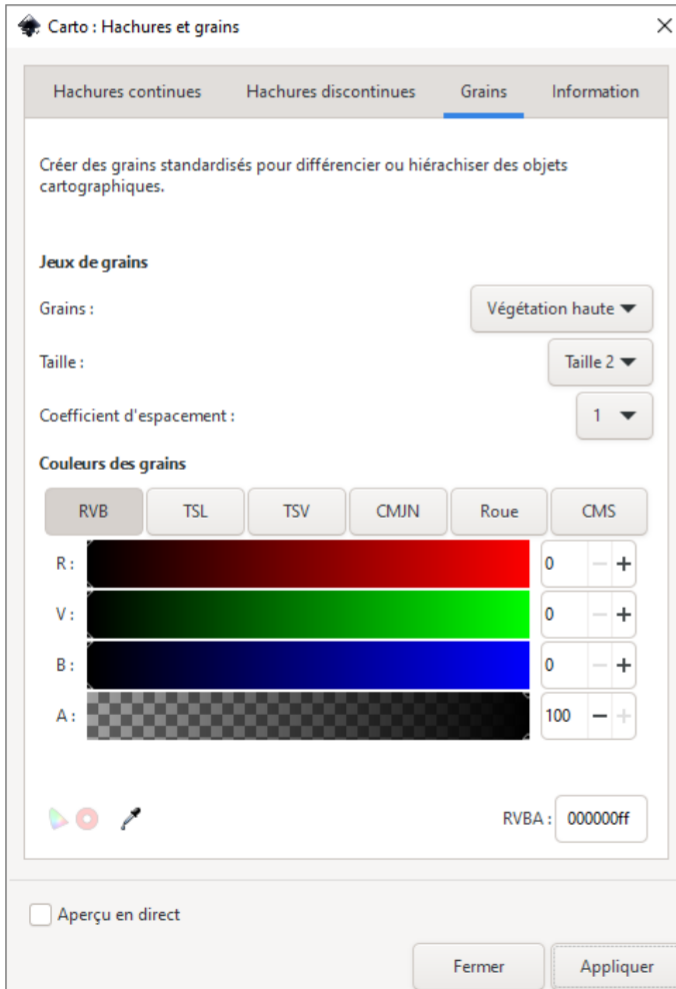 Carto : Hachures et grains
Hachures continues Hachures discontinues Grains Information
Créer des grains standardisés pour différencier ou hiérachiser des objets
cartographiques.
Jeux de grains
Grains : Végétation haute
Taille : Taille 2
Coefficient d'espacement : 1
Couleurs des grains
RVB TSL TSV CMJN Roue CMS
R : 0
V : 0
B : 0
A : 100
RVBA : 000000ff
Aperçu en direct
Fermer Appliquer